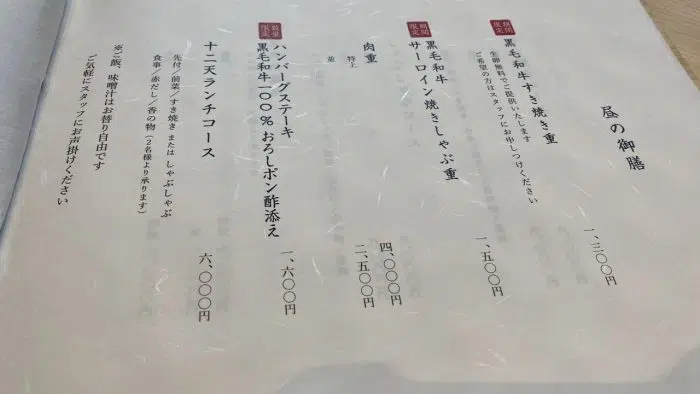 昼の御膳
期間限定
黒毛和牛すき焼き重
一、三〇〇円
生卵無料でご提供いたします
ご希望の方はスタッフにお申しつけください
期間限定
黒毛和牛
サーロイン焼きしゃぶ重
一、五〇〇円
肉重
特上
四、〇〇〇円
並
二、五〇〇円
数量限定
ハンバーグステーキ
黒毛和牛一〇〇%おろしポン酢添え
一、六〇〇円
十二天ランチコース
六、〇〇〇円
先付／前菜／すき焼き または しゃぶしゃぶ
食事／赤だし／香の物（2名様より承ります）
※ご飯、味噌汁はお替り自由です
ご気軽にスタッフにお声掛けください